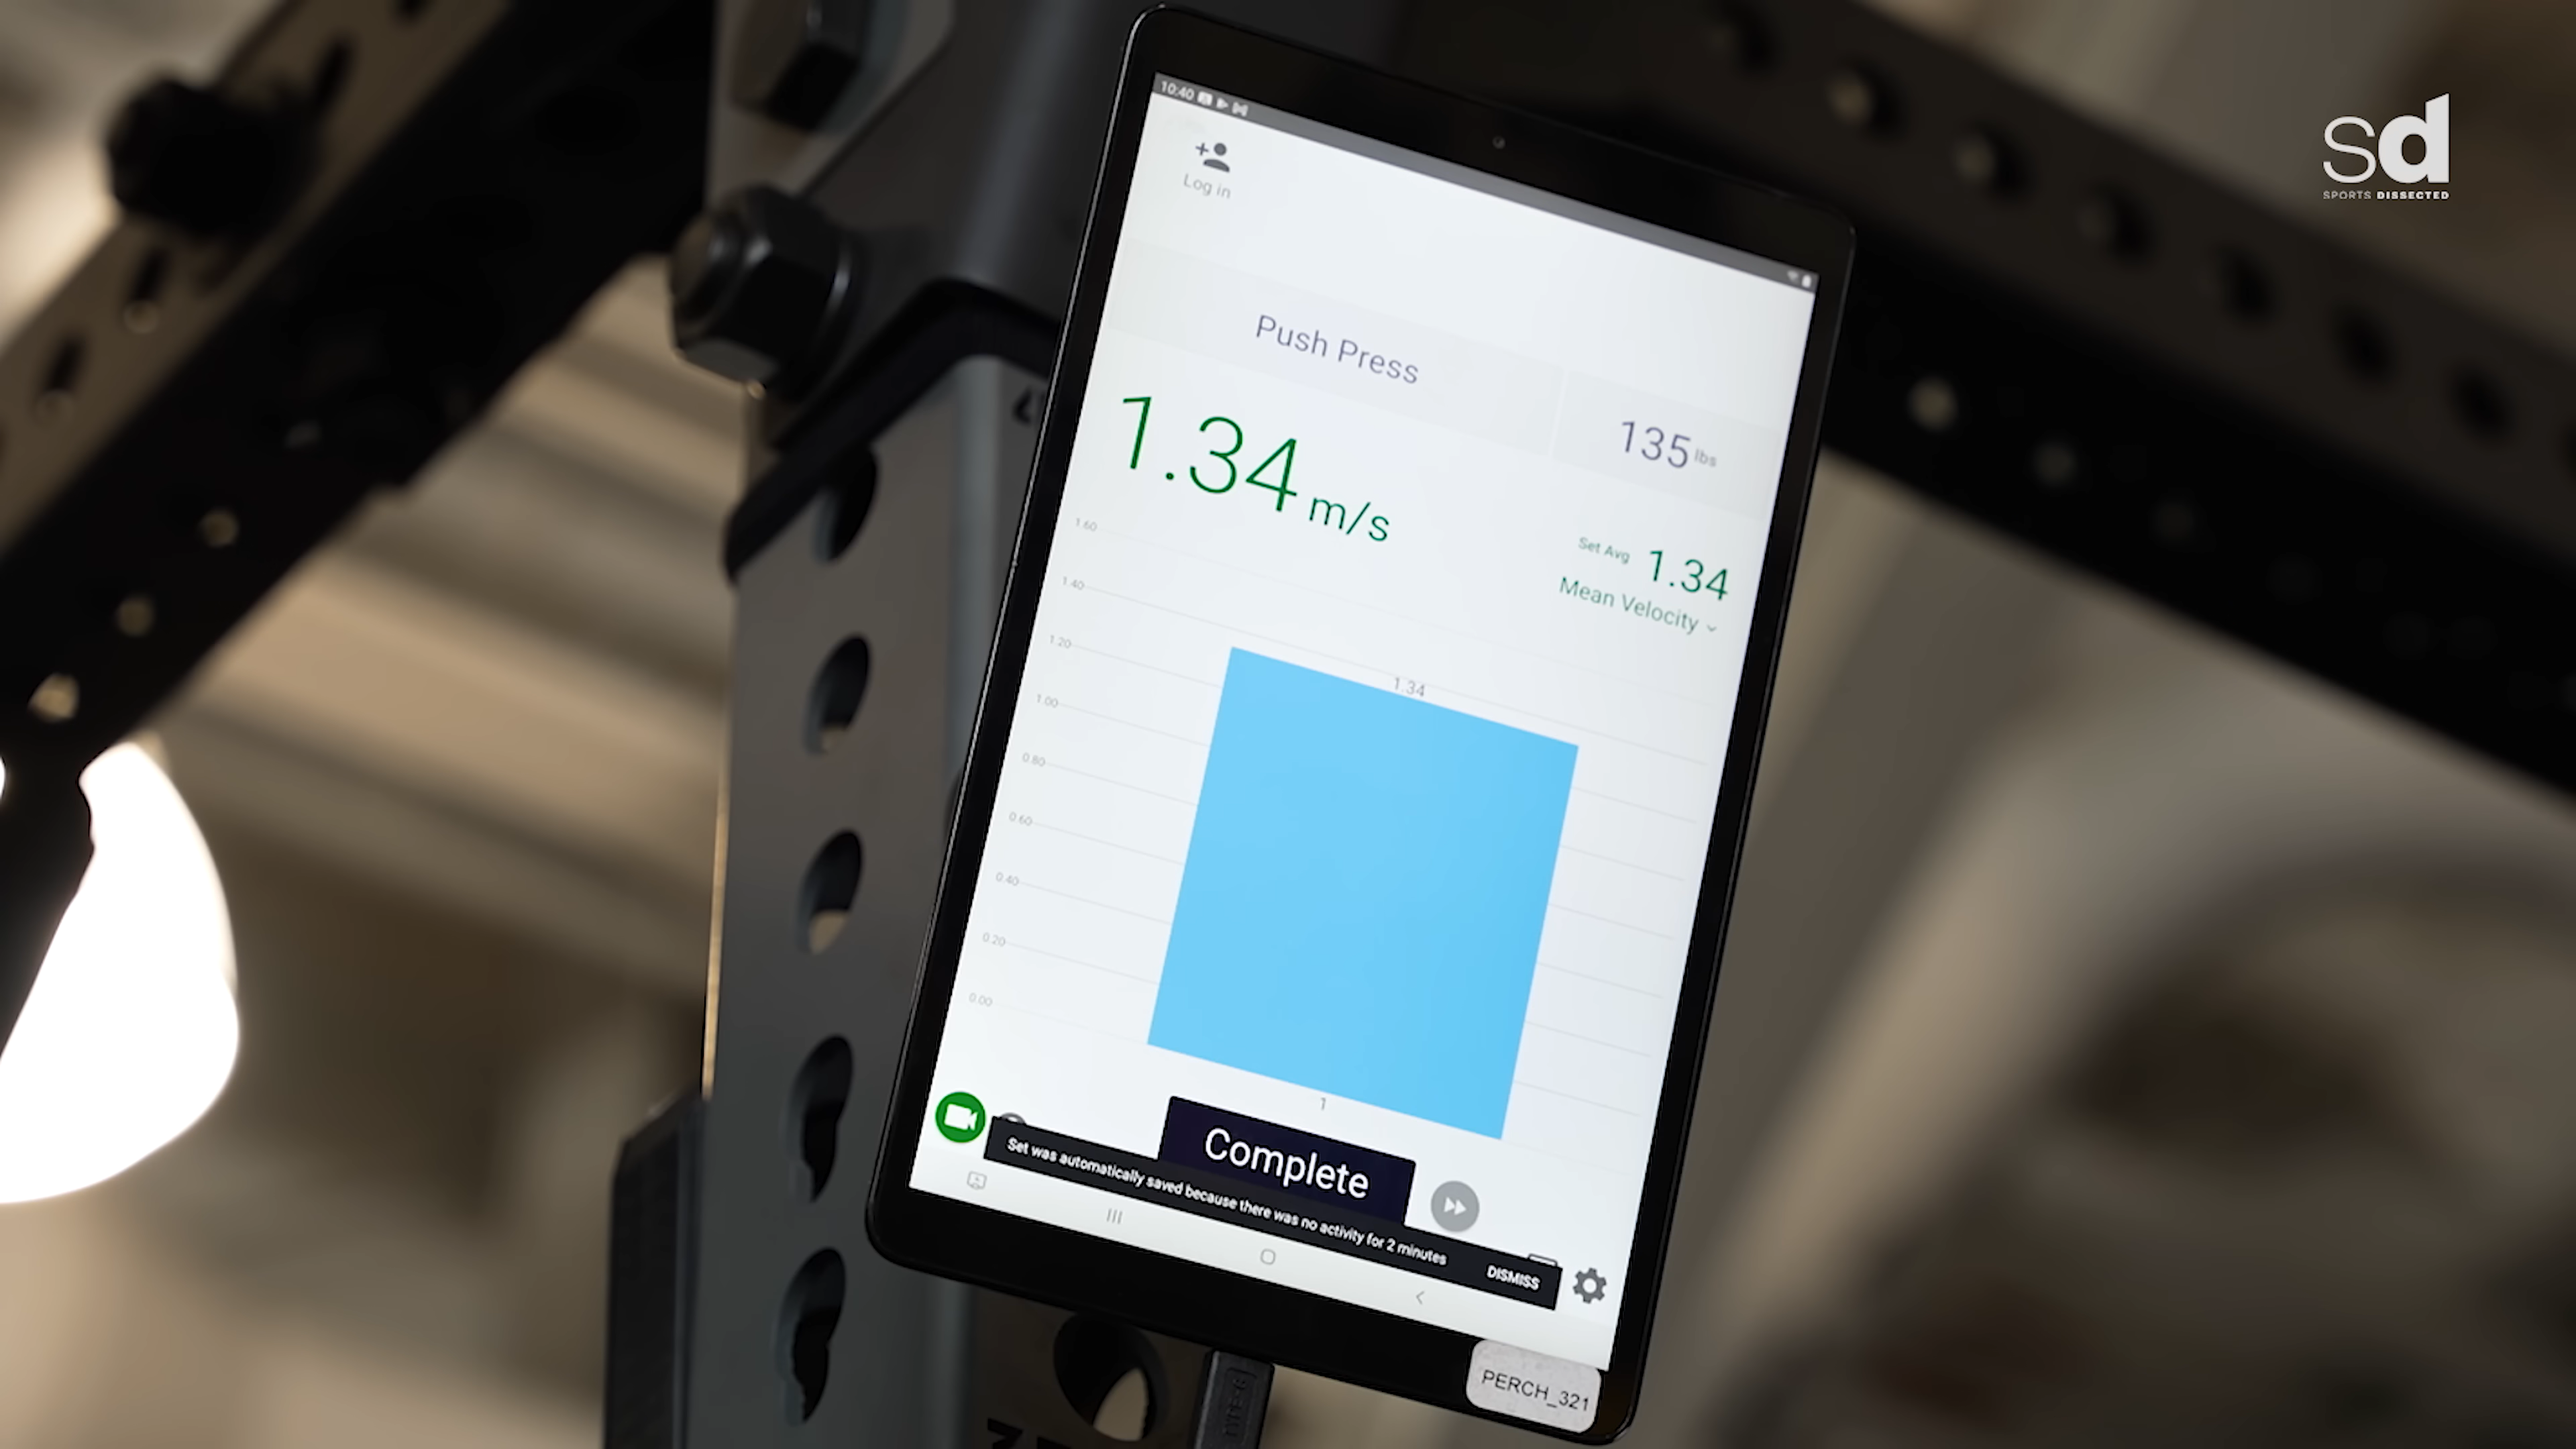 10:40
sd
SPORTS DISSECTED
Log in
Push Press
135 lbs
1.34 m/s
Set Avg 1.34
Mean Velocity
1.60
1.40
1.20
1.00
0.80
0.60
0.40
0.20
0.00
1.34
1
Complete
Set was automatically saved because there was no activity for 2 minutes
DISMISS
PERCH_321